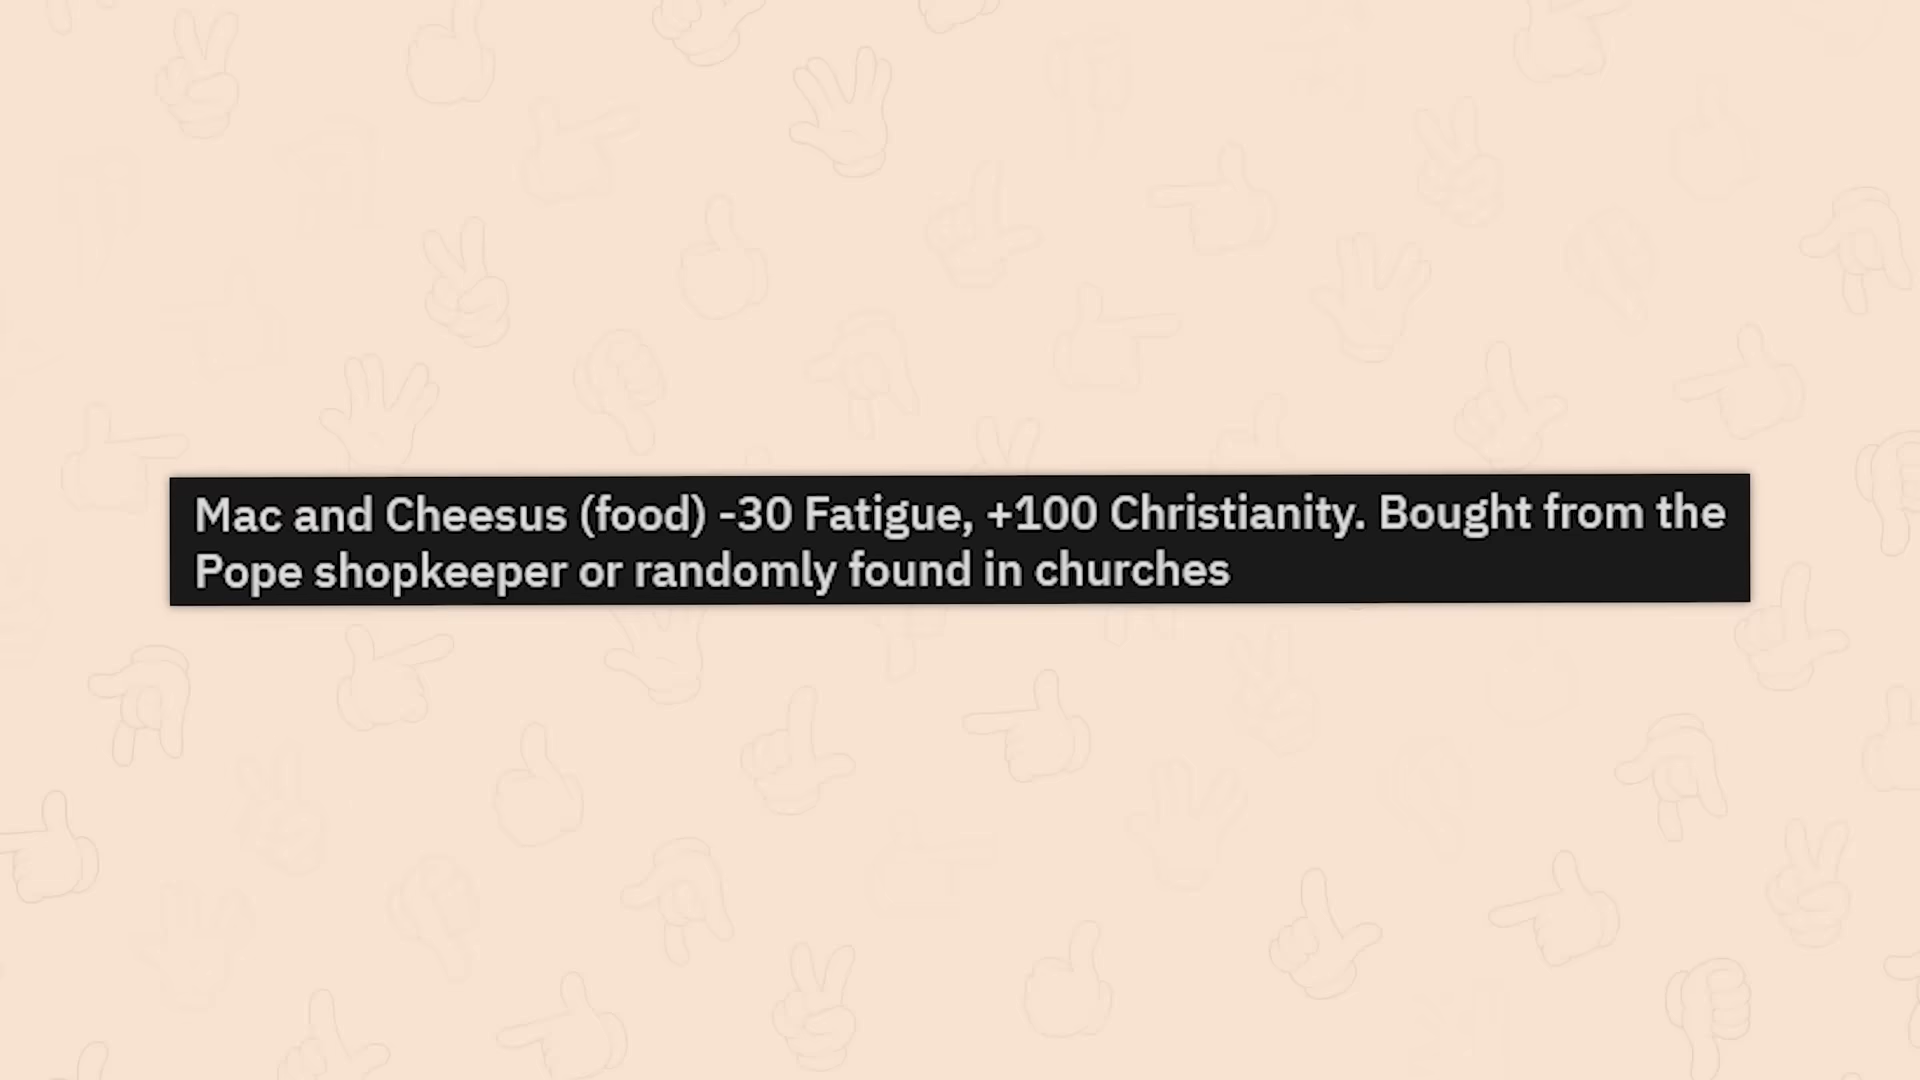 Mac and Cheesus (food) -30 Fatigue, +100 Christianity. Bought from the
Pope shopkeeper or randomly found in churches